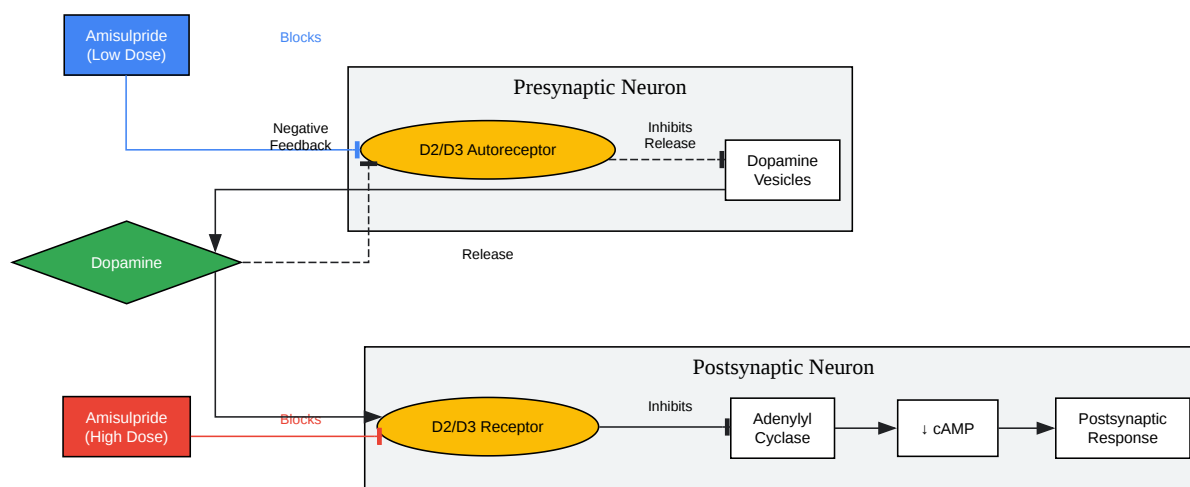 Amisulpride
(Low Dose)
Blocks
Presynaptic Neuron
Negative
Feedback
D2/D3 Autoreceptor
Inhibits
Release
Dopamine
Vesicles
Dopamine
Release
Postsynaptic Neuron
Amisulpride
(High Dose)
Blocks
D2/D3 Receptor
Inhibits
Adenylyl
Cyclase
↓ cAMP
Postsynaptic
Response